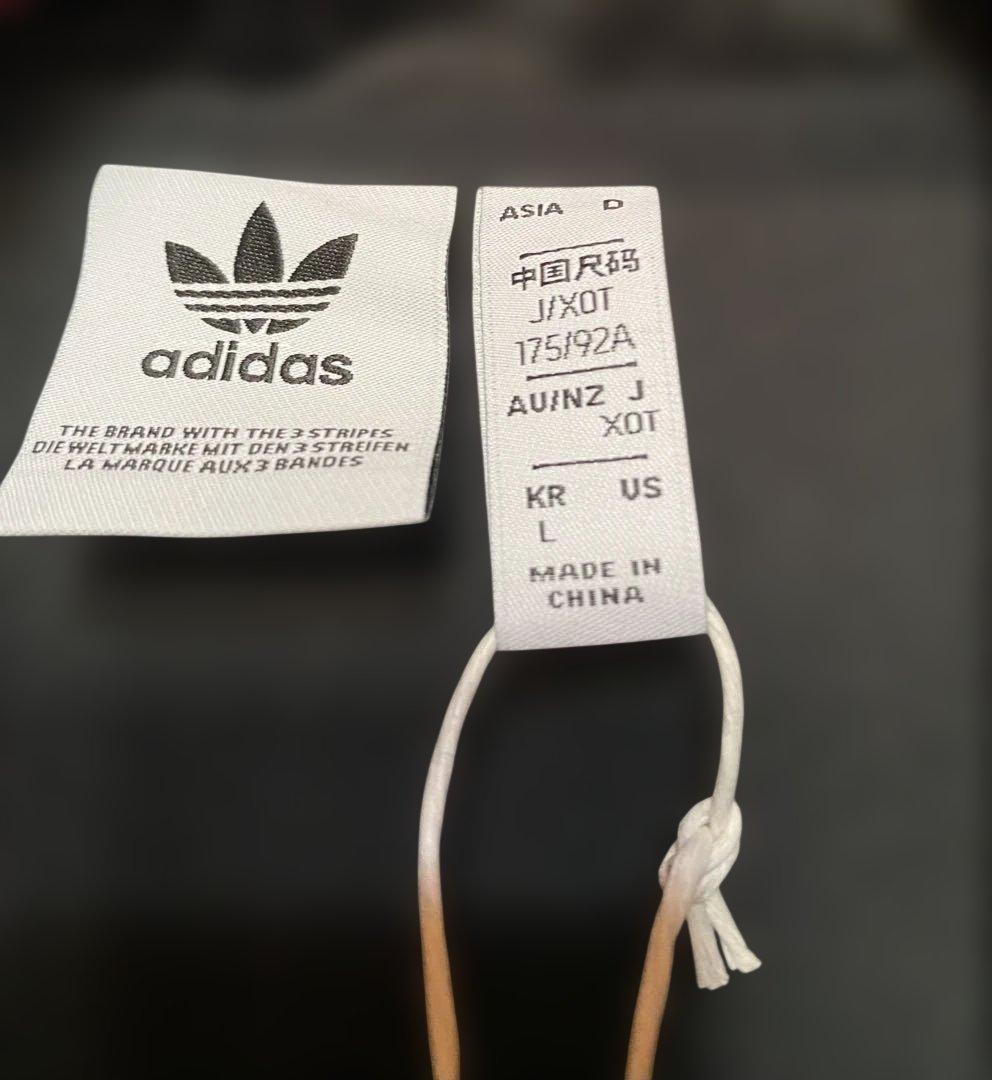 adidas
THE BRAND WITH THE 3 STRIPES
DIE WELTMARKE MIT DEN 3 STREIFEN
LA MARQUE AUX 3 BANDES
ASIA D
中国尺码
J/XOT
175/92A
AU/NZ J
XOT
KR US
L
MADE IN
CHINA